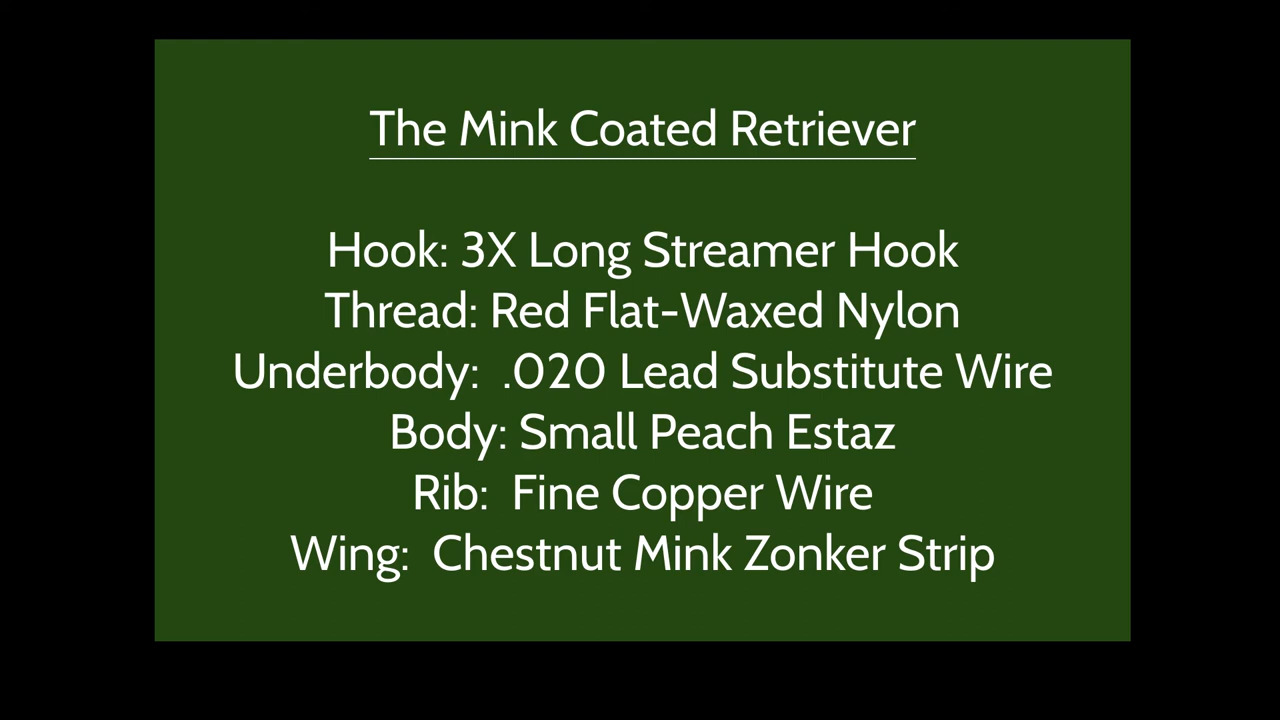 The Mink Coated Retriever
Hook: 3X Long Streamer Hook
Thread: Red Flat-Waxed Nylon
Underbody:  .020 Lead Substitute Wire
Body: Small Peach Estaz
Rib:  Fine Copper Wire
Wing:  Chestnut Mink Zonker Strip